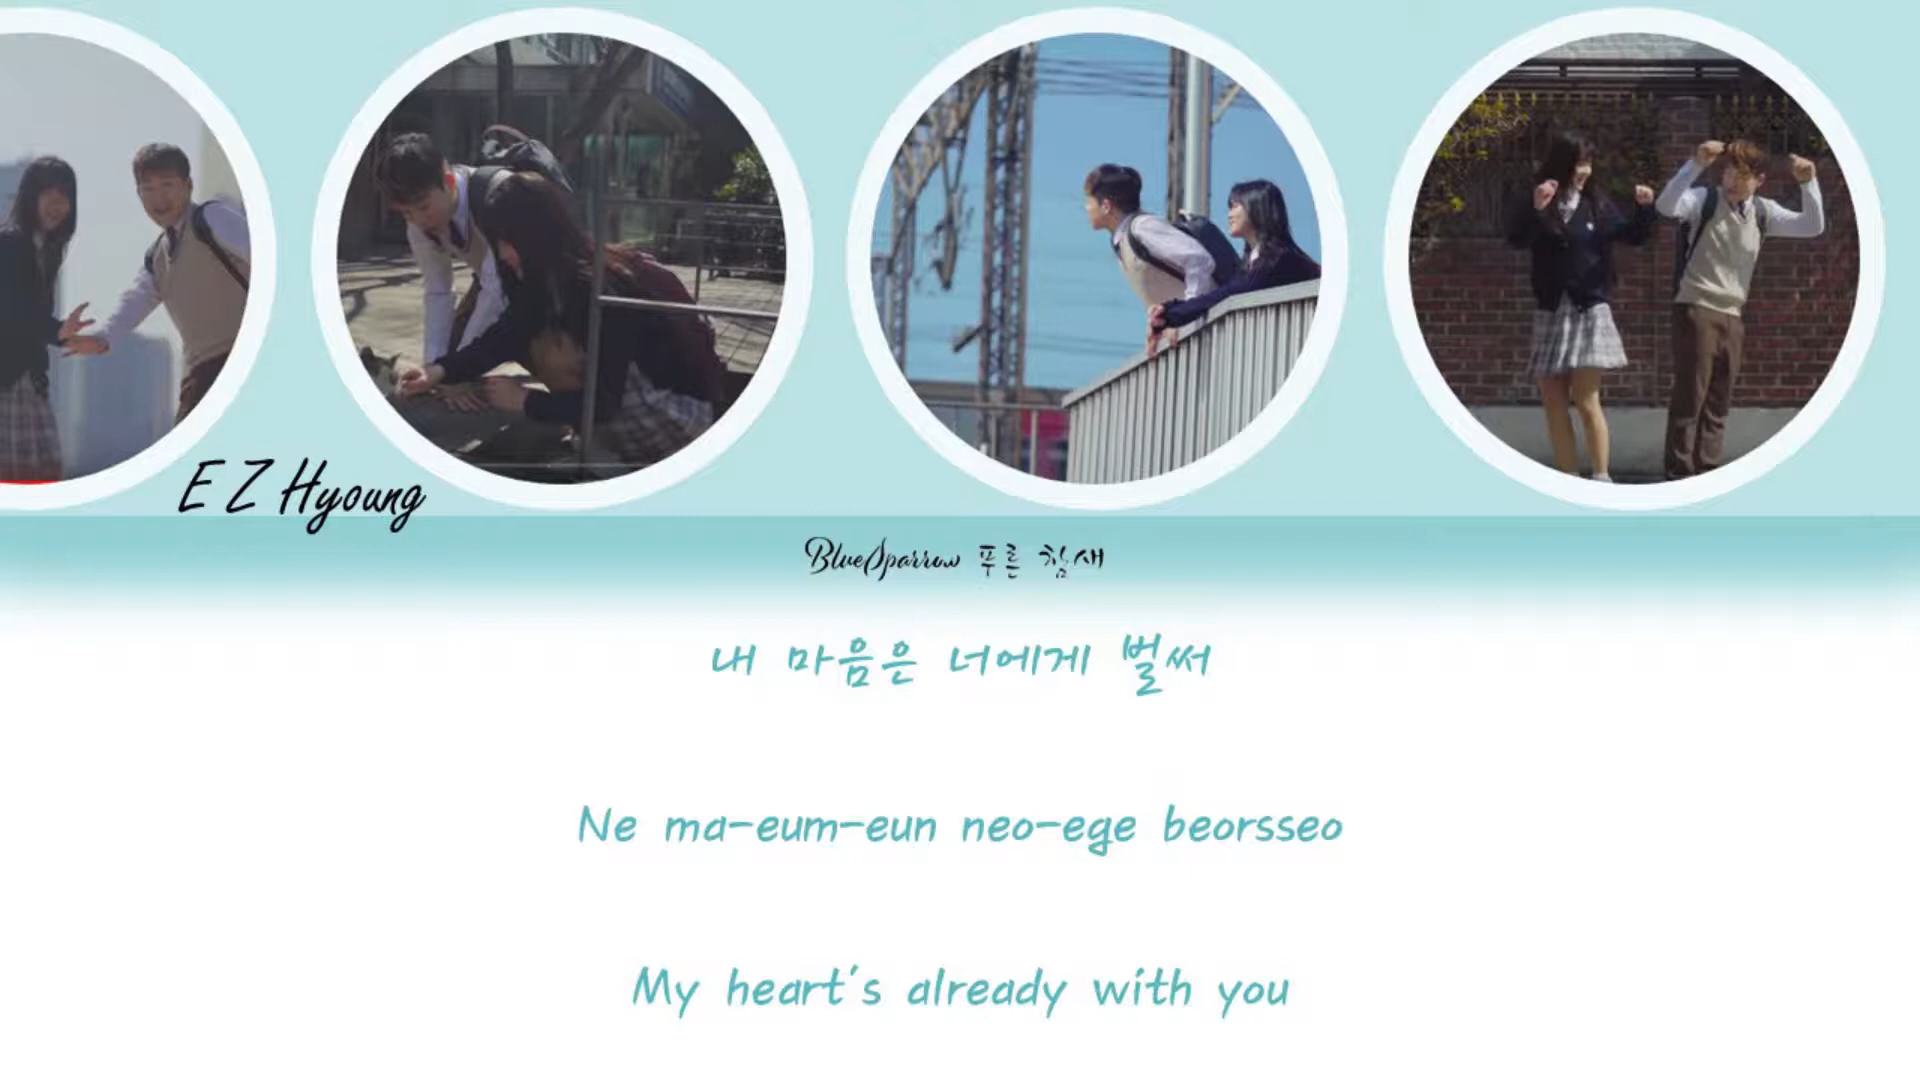 E Z Hyoung
BlueSparrow 푸른 참새
내 마음은 너에게 벌써
Ne ma-eum-eun neo-ege beorsseo
My heart's already with you